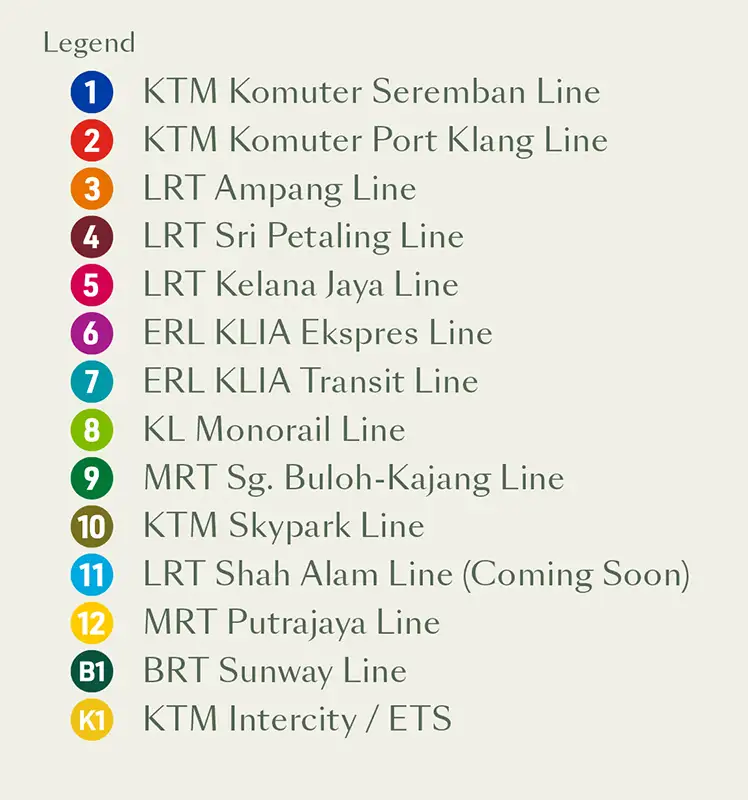 Legend
1 KTM Komuter Seremban Line
2 KTM Komuter Port Klang Line
3 LRT Ampang Line
4 LRT Sri Petaling Line
5 LRT Kelana Jaya Line
6 ERL KLIA Ekspres Line
7 ERL KLIA Transit Line
8 KL Monorail Line
9 MRT Sg. Buloh-Kajang Line
10 KTM Skypark Line
11 LRT Shah Alam Line (Coming Soon)
12 MRT Putrajaya Line
B1 BRT Sunway Line
K1 KTM Intercity / ETS